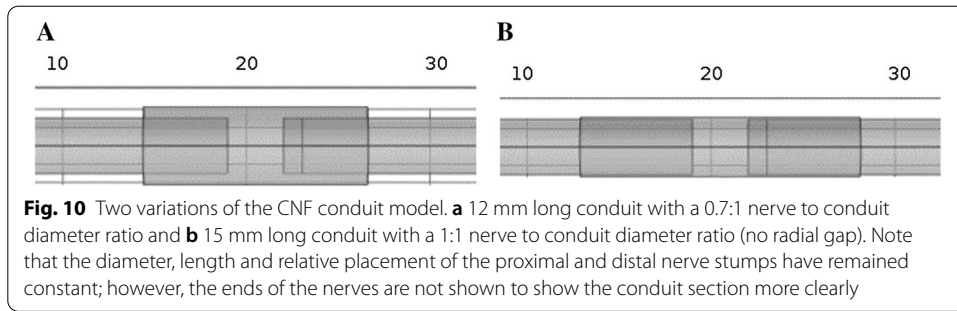 A
B
10 20 30
10 20 30
Fig. 10 Two variations of the CNF conduit model. a 12 mm long conduit with a 0.7:1 nerve to conduit
diameter ratio and b 15 mm long conduit with a 1:1 nerve to conduit diameter ratio (no radial gap). Note
that the diameter, length and relative placement of the proximal and distal nerve stumps have remained
constant; however, the ends of the nerves are not shown to show the conduit section more clearly